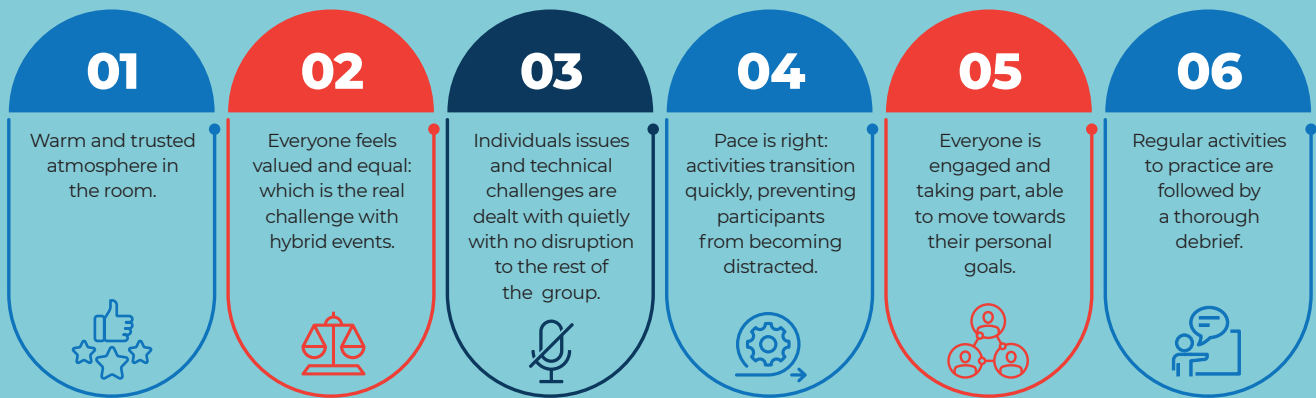 01
Warm and trusted
atmosphere in
the room.
02
Everyone feels
valued and equal:
which is the real
challenge with
hybrid events.
03
Individuals issues
and technical
challenges are
dealt with quietly
with no disruption
to the rest of
the group.
04
Pace is right:
activities transition
quickly, preventing
participants
from becoming
distracted.
05
Everyone is
engaged and
taking part, able
to move towards
their personal
goals.
06
Regular activities
to practice are
followed by
a thorough
debrief.